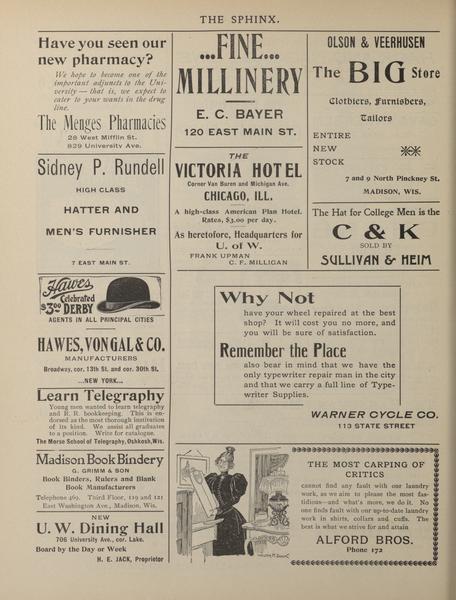 THE SPHINX.
Have you seen our
new pharmacy?
We hope to become one of the
important adjuncts to the Uni-
versity — that is, we expect to
cater to your wants in the drug
line.
The Menges Pharmacies
28 West Mifflin St.
829 University Ave.
Sidney P. Rundell
HIGH CLASS
HATTER AND
MEN'S FURNISHER
7 EAST MAIN ST.
Hawes
Celebrated
$3.00 DERBY
AGENTS IN ALL PRINCIPAL CITIES
HAWES, VON GAL & CO.
MANUFACTURERS
Broadway, cor. 13th St. and cor. 30th St.
...NEW YORK...
Learn Telegraphy
Young men wanted to learn telegraphy
and R. R. bookkeeping. This is en-
dorsed as the most thorough institution
of its kind. We assist all graduates
to a position. Write for catalogue.
The Morse School of Telegraphy, Oshkosh, Wis.
Madison Book Bindery
G. GRIMM & SON
Book Binders, Rulers and Blank
Book Manufacturers
Telephone 469. Third Floor, 119 and 121
East Washington Ave., Madison, Wis.
NEW
U. W. Dining Hall
706 University Ave., cor. Lake.
Board by the Day or Week
H. E. JACK, Proprietor
...FINE...
MILLINERY
E. C. BAYER
120 EAST MAIN ST.
THE
VICTORIA HOTEL
Corner Van Buren and Michigan Ave.
CHICAGO, ILL.
A high-class American Plan Hotel.
Rates, $3.00 per day.
As heretofore, Headquarters for
U. of W.
FRANK UPMAN
C. F. MILLIGAN
OLSON & VEERHUSEN
The BIG Store
Clothiers, Furnishers,
Tailors
ENTIRE
NEW
STOCK
7 and 9 North Pinckney St.
MADISON, WIS.
The Hat for College Men is the
C & K
SOLD BY
SULLIVAN & HEIM
Why Not
have your wheel repaired at the best
shop? It will cost you no more, and
you will be sure of satisfaction.
Remember the Place
also bear in mind that we have the
only typewriter repair man in the city
and that we carry a full line of Type-
writer Supplies.
WARNER CYCLE CO.
113 STATE STREET
THE MOST CARPING OF
CRITICS
cannot find any fault with our laundry
work, as we aim to please the most fas-
tidious—and what's more, we do it. No
one finds fault with our up-to-date laundry
work in shirts, collars and cuffs. The
best is what we strive for and attain
ALFORD BROS.
Phone 172